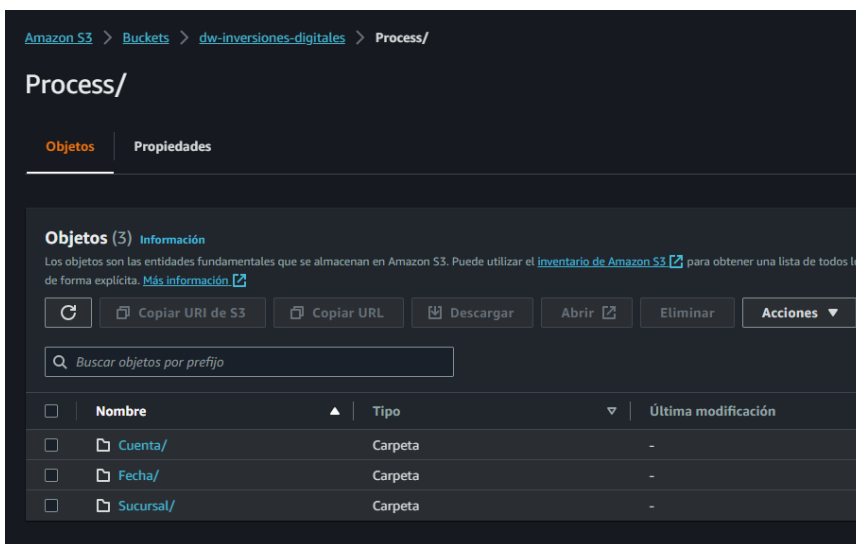 Amazon S3 > Buckets > dw-inversiones-digitales > Process/
Process/
Objetos Propiedades
Objetos (3) Información
Los objetos son las entidades fundamentales que se almacenan en Amazon S3. Puede utilizar el inventario de Amazon S3 para obtener una lista de todos
de forma explícita. Más información
Copiar URI de S3 Copiar URL Descargar Abrir Eliminar Acciones
Buscar objetos por prefijo
Nombre Tipo Última modificación
Cuenta/ Carpeta -
Fecha/ Carpeta -
Sucursal/ Carpeta -